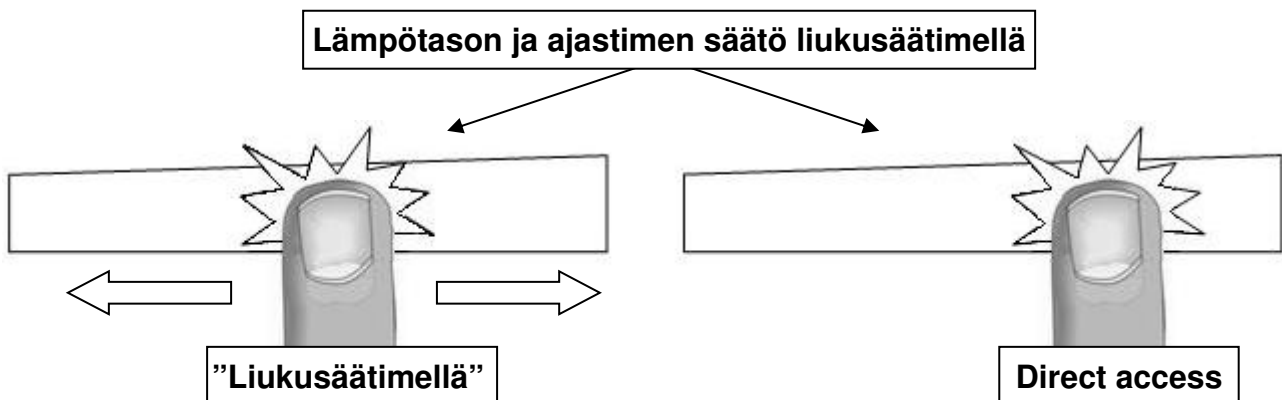 Lämpötason ja ajastimen säätö liukusäätimellä
”Liukusäätimellä”
Direct access